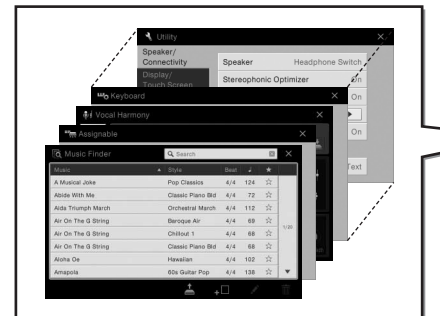 Utility
Speaker/
Connectivity
Speaker Headphone Switch
Display/
Touch Screen
Stereophonic Optimizer On
On
On
Text
Keyboard
Vocal Harmony
Assignable
Music Finder Search
Music Style Beat ♩ ★
A Musical Joke Pop Classics 4/4 124 ☆
Abide With Me Classic Piano Bld 4/4 72 ☆
Aida Triumph March Orchestral March 4/4 112 ☆
Air On The G String Baroque Air 4/4 69 ☆
Air On The G String Chillout 1 4/4 68 ☆
Air On The G String Classic Piano Bld 4/4 66 ☆
Aloha Oe Hawaiian 4/4 102 ☆
Amapola 60s Guitar Pop 4/4 138 ☆